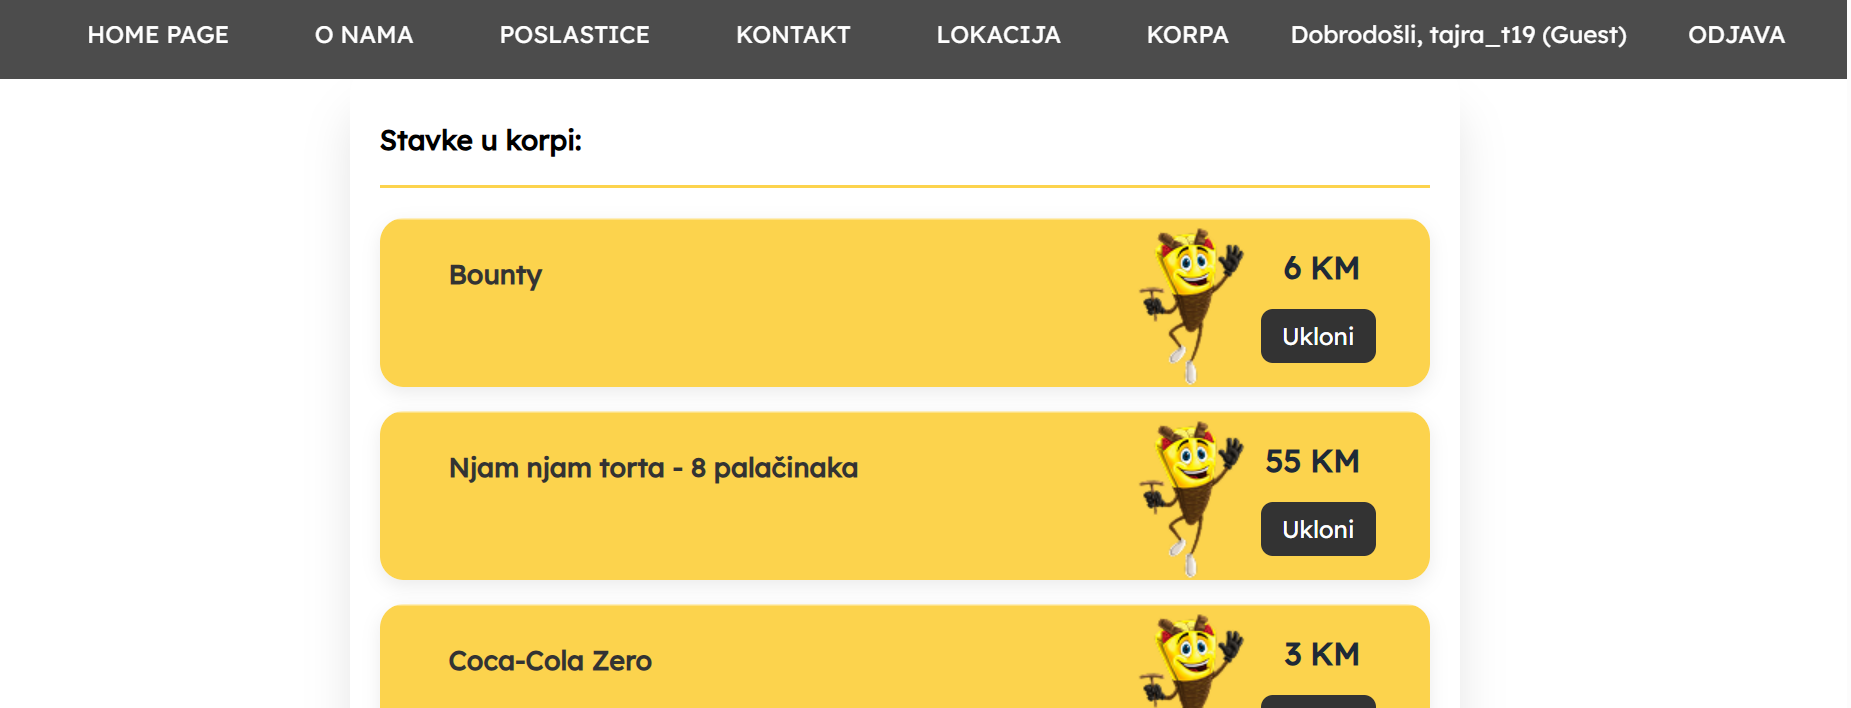 HOME PAGE O NAMA POSLASTICE KONTAKT LOKACIJA KORPA Dobrodošli, tajra_t19 (Guest) ODJAVA
Stavke u korpi:
Bounty
6 KM
Ukloni
Njam njam torta - 8 palačinaka
55 KM
Ukloni
Coca-Cola Zero
3 KM